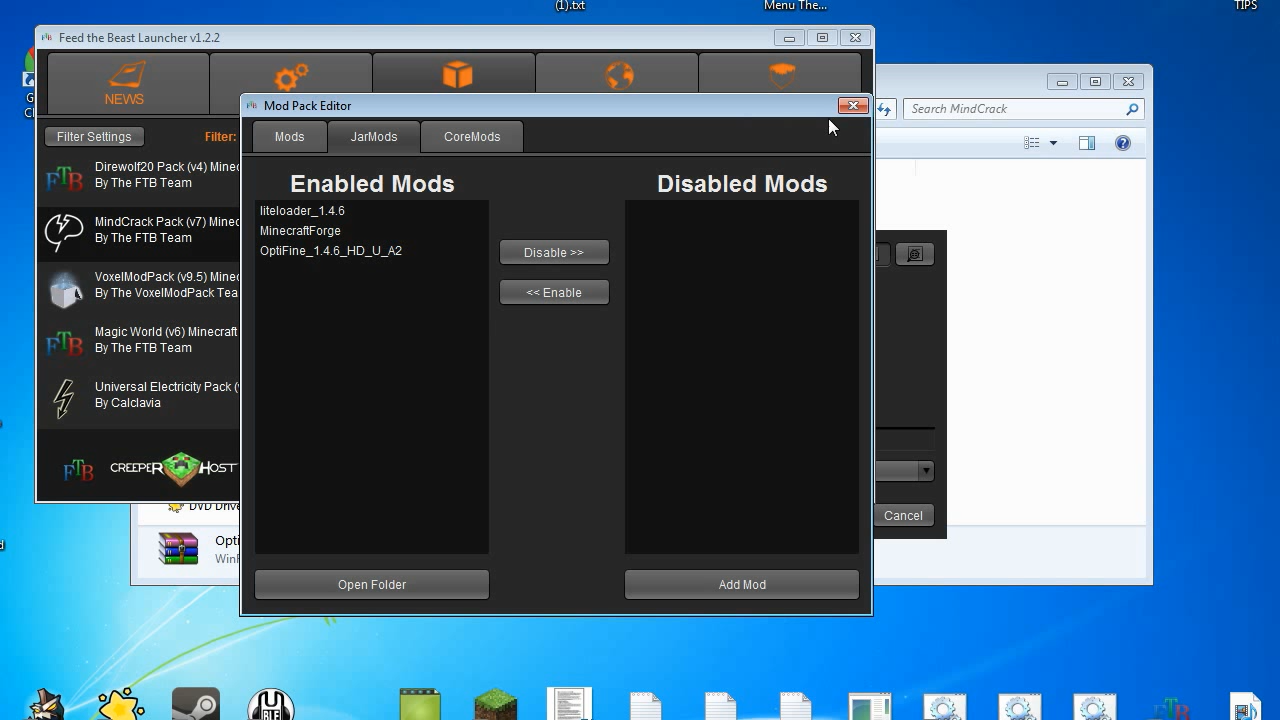 (1).txt
Menu The...
TIPS
Feed the Beast Launcher v1.2.2
NEWS
Mod Pack Editor
Search MindCrack
Filter Settings
Filter:
Mods
JarMods
CoreMods
Direwolf20 Pack (v4) Minec
By The FTB Team
MindCrack Pack (v7) Minec
By The FTB Team
VoxelModPack (v9.5) Mine
By The VoxelModPack Tea
Magic World (v6) Minecraft
By The FTB Team
Universal Electricity Pack (
By Calclavia
FTB
CREEPER HOST
Enabled Mods
liteloader_1.4.6
MinecraftForge
OptiFine_1.4.6_HD_U_A2
Disable >>
<< Enable
Disabled Mods
Open Folder
Add Mod
Cancel
DVD Drive
Opti
WinR